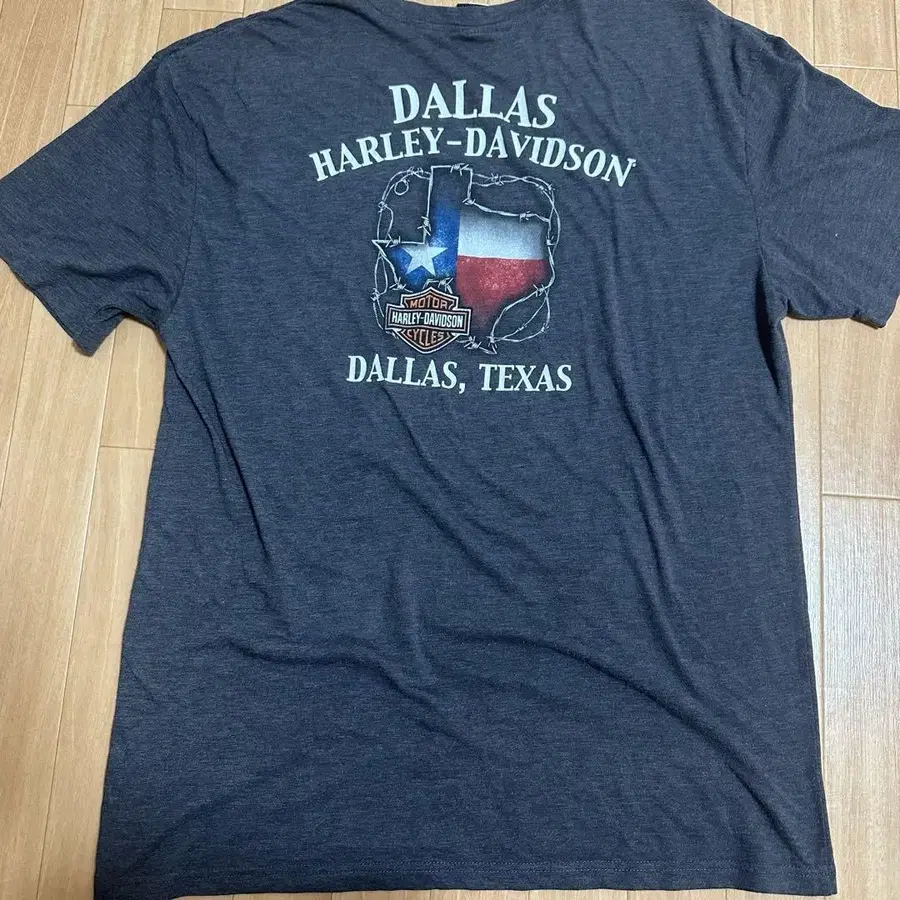 DALLAS
HARLEY-DAVIDSON
MOTOR
HARLEY-DAVIDSON
CYCLES
DALLAS, TEXAS